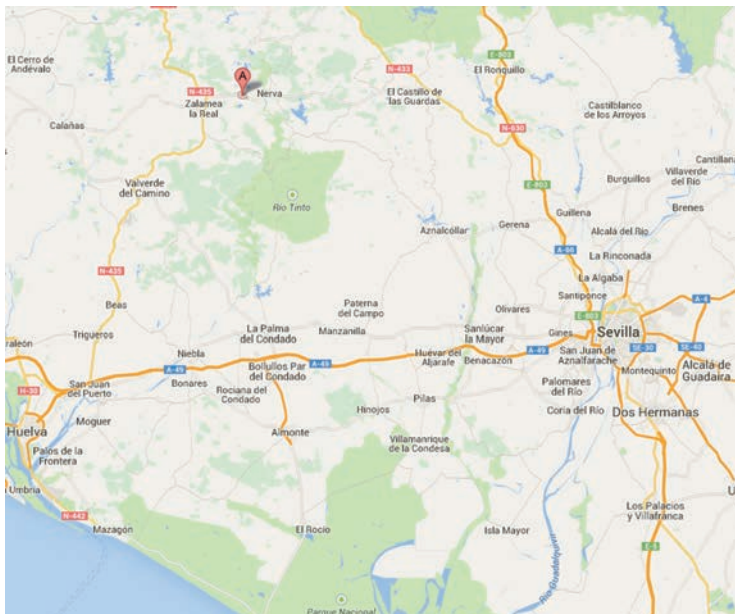 N-435
El Cerro de
Andévalo
E-803
El Ronquillo
N-433
A
N-435
Nerva
El Castillo de
las Guardas
Zalamea
la Real
Castilblanco
de los Arroyos
Calañas
N-630
Cantillana
Villaverde
del Río
Valverde
del Camino
Burguillos
E-803
Río Tinto
Brenes
Guillena
Gerena
Aznalcóllar
Alcalá del Río
A-66
La Rinconada
N-435
La Algaba
Santiponce
A-4
Beas
Paterna
del Campo
Olivares
E-803
La Palma
del Condado
Manzanilla
Sanlúcar
la Mayor
Gines
Sevilla
Trigueros
Niebla
A-49
SE-30
SE-40
Huévar del
Aljarafe
Benacazón
San Juan de
Aznalfarache
A-49
Bollullos Par
del Condado
A-49
Montequinto
Alcalá de
Guadaira
H-30
San Juan
del Puerto
Bonares
Rociana del
Condado
Palomares
del Río
Pilas
Hinojos
Coria del Río
Dos Hermanas
Moguer
Huelva
Almonte
Villamanrique
de la Condesa
Palos de la
Frontera
a Umbría
Los Palacios
y Villafranca
N-442
Mazagón
El Rocío
Isla Mayor
Río Guadalquivir
E-5
Parque Nacional